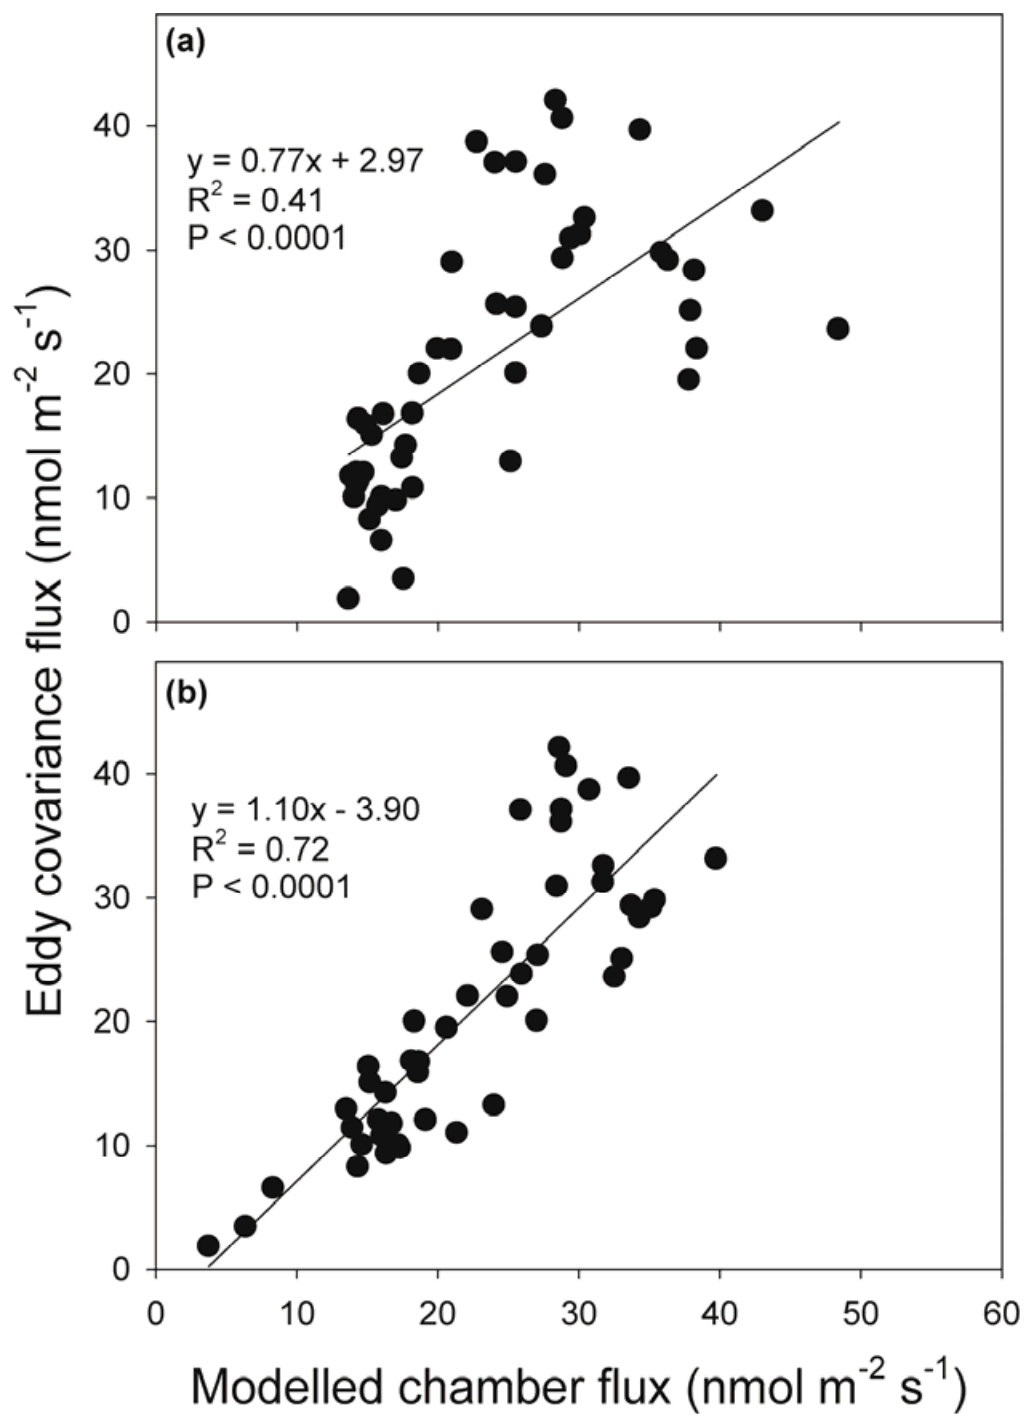 (a)
y = 0.77x + 2.97
R² = 0.41
P < 0.0001
40
30
20
10
0
(b)
y = 1.10x - 3.90
R² = 0.72
P < 0.0001
40
30
20
10
0
0 10 20 30 40 50 60
Eddy covariance flux (nmol m⁻² s⁻¹)
Modelled chamber flux (nmol m⁻² s⁻¹)